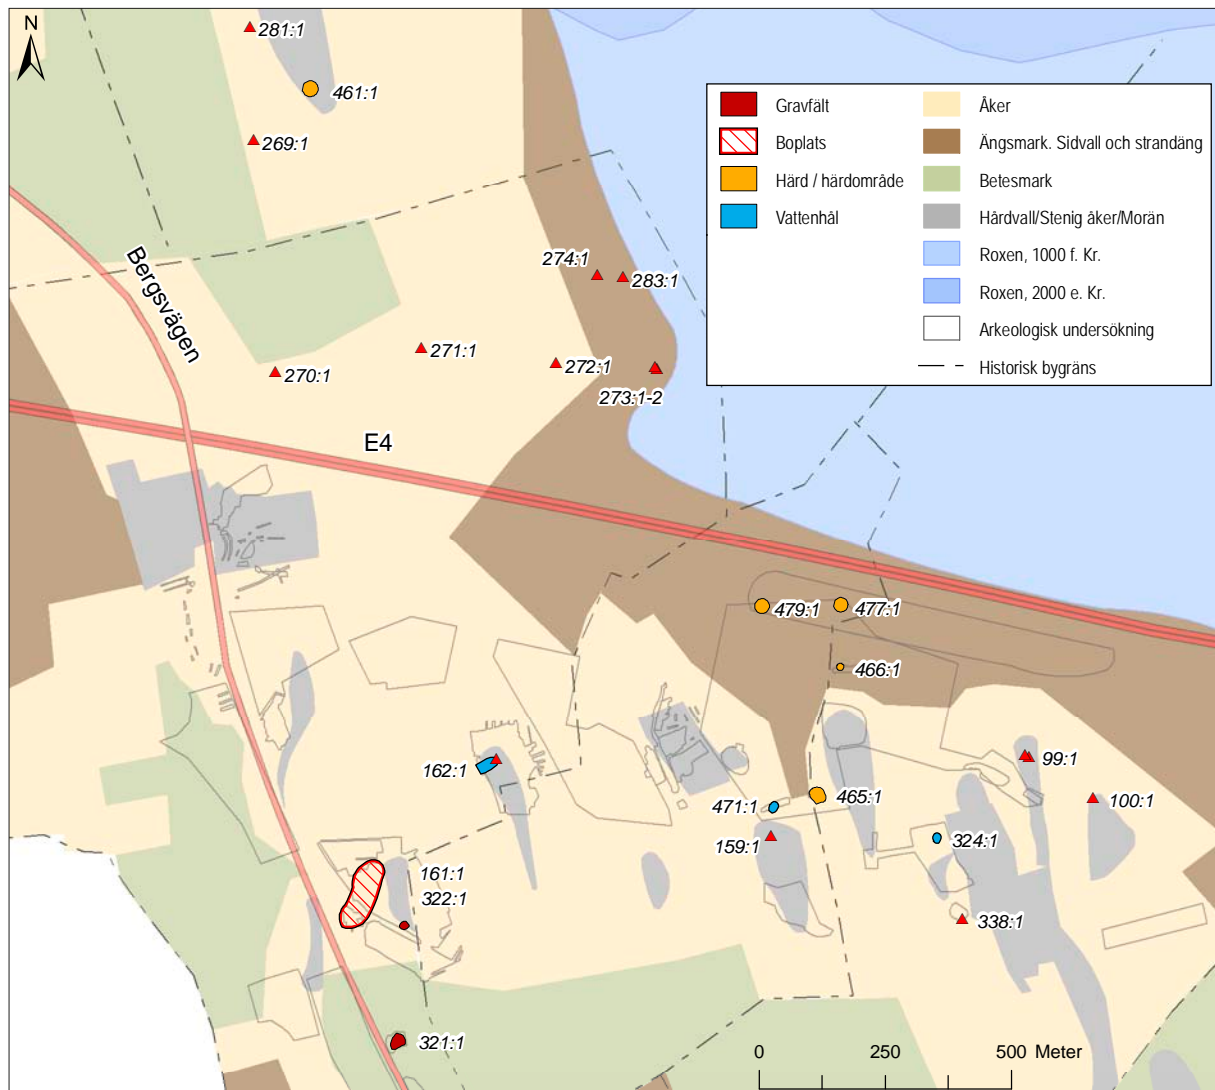 N
281:1
461:1
269:1
Gravfält
Boplats
Härd / härdområde
Vattenhål
Åker
Ängsmark. Sidvall och strandäng
Betesmark
Hårdvall/Stenig åker/Morän
Roxen, 1000 f. Kr.
Roxen, 2000 e. Kr.
Arkeologisk undersökning
Historisk bygräns
Bergsvägen
274:1
283:1
271:1
272:1
270:1
273:1-2
E4
479:1
477:1
466:1
99:1
162:1
471:1
465:1
100:1
159:1
324:1
161:1
322:1
338:1
321:1
0 250 500 Meter